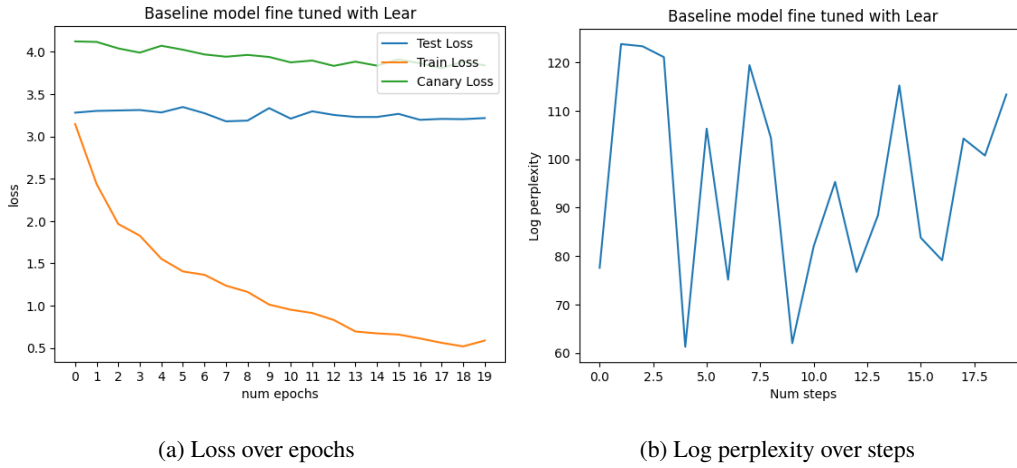 Baseline model fine tuned with Lear
4.0
3.5
3.0
2.5
2.0
1.5
1.0
0.5
loss
Test Loss
Train Loss
Canary Loss
0 1 2 3 4 5 6 7 8 9 10 11 12 13 14 15 16 17 18 19
num epochs
(a) Loss over epochs
Baseline model fine tuned with Lear
120
110
100
90
80
70
60
Log perplexity
0.0 2.5 5.0 7.5 10.0 12.5 15.0 17.5
Num steps
(b) Log perplexity over steps